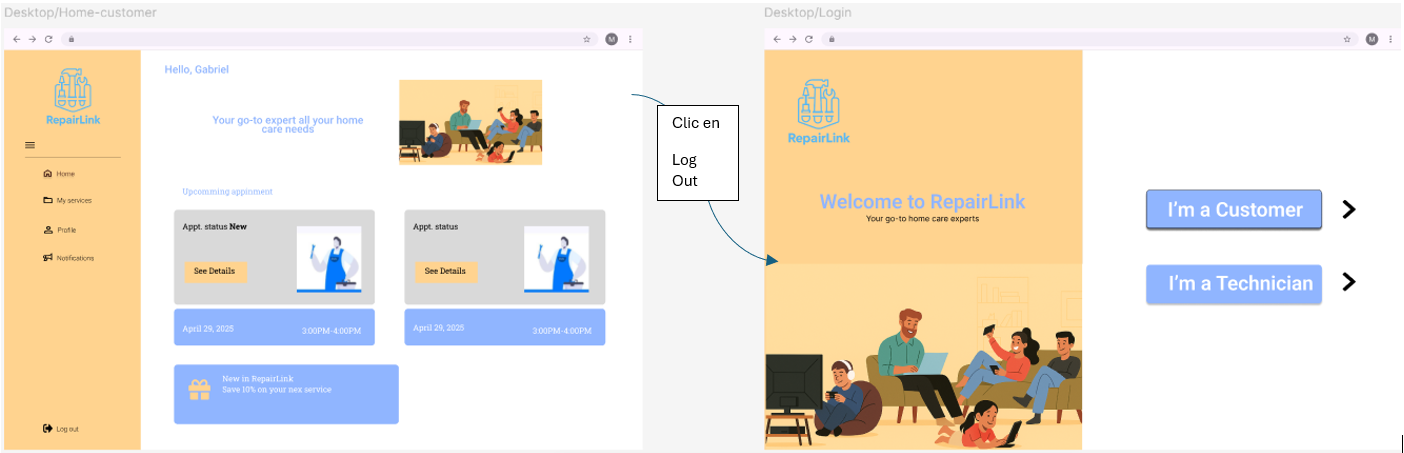 Desktop/Home-customer
M
RepairLink
Home
My services
Profile
Notifications
Log out
Hello, Gabriel
Your go-to expert all your home
care needs
Upcomming appinment
Appt. status New
See Details
April 29, 2025
3:00PM-4:00PM
Appt. status
See Details
April 29, 2025
3:00PM-4:00PM
New in RepairLink
Save 10% on your nex service
Clic en
Log
Out
Desktop/Login
M
RepairLink
Welcome to RepairLink
Your go-to home care experts
I'm a Customer
I'm a Technician